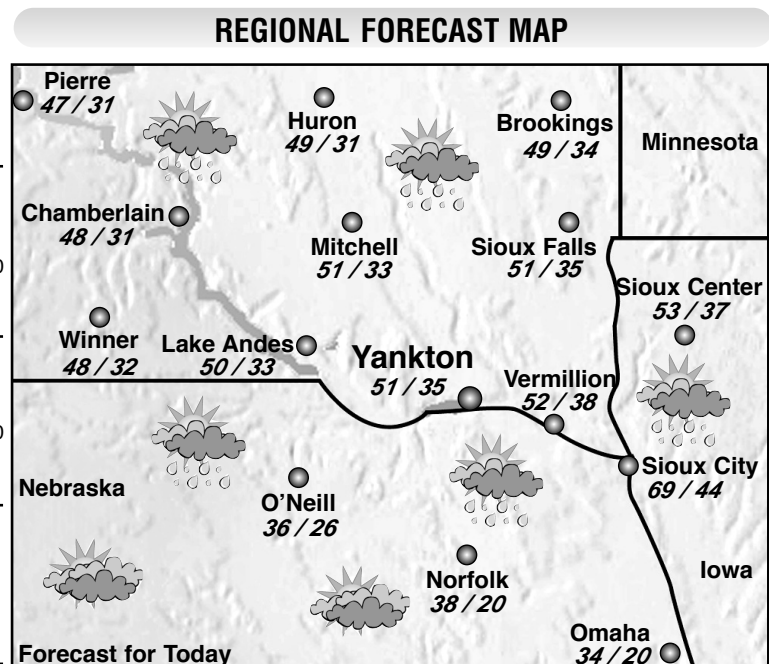 REGIONAL FORECAST MAP
Pierre
47 / 31
Huron
49 / 31
Brookings
49 / 34
Minnesota
Chamberlain
48 / 31
Mitchell
51 / 33
Sioux Falls
51 / 35
Sioux Center
53 / 37
Winner
48 / 32
Lake Andes
50 / 33
Yankton
51 / 35
Vermillion
52 / 38
Sioux City
69 / 44
Nebraska
O'Neill
36 / 26
Norfolk
38 / 20
Iowa
Omaha
34 / 20
Forecast for Today